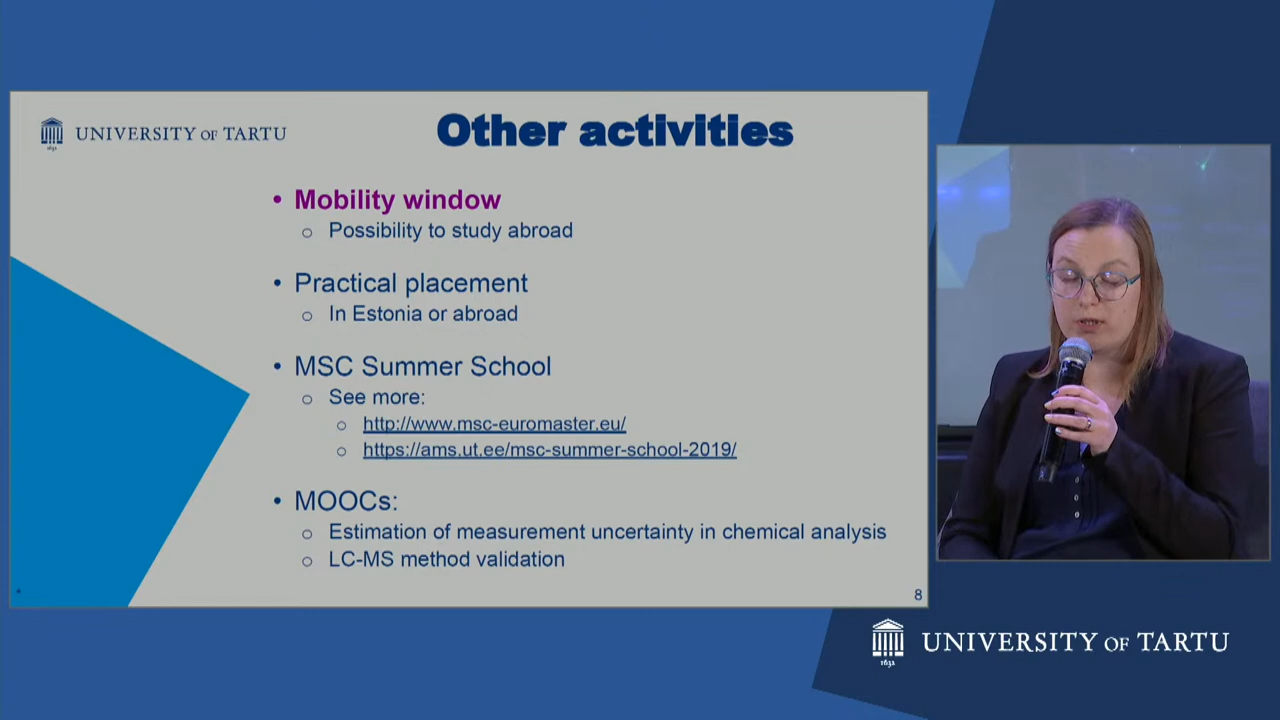 UNIVERSITY OF TARTU
1632
Other activities
• Mobility window
o Possibility to study abroad
• Practical placement
o In Estonia or abroad
• MSC Summer School
o See more:
o http://www.msc-euromaster.eu/
o https://ams.ut.ee/msc-summer-school-2019/
• MOOCs:
o Estimation of measurement uncertainty in chemical analysis
o LC-MS method validation
8
UNIVERSITY OF TARTU
1632